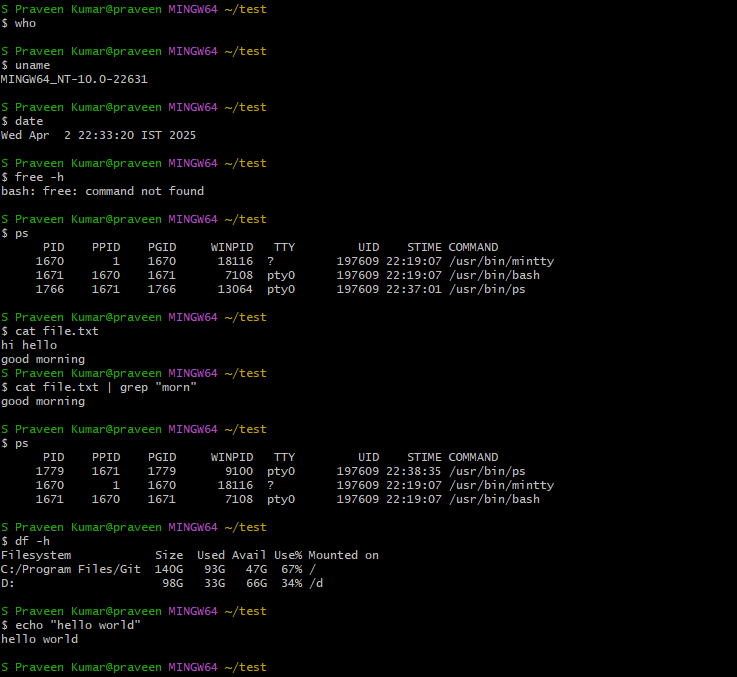 S Praveen Kumar@praveen MINGW64 ~/test
$ who
S Praveen Kumar@praveen MINGW64 ~/test
$ uname
MINGW64_NT-10.0-22631
S Praveen Kumar@praveen MINGW64 ~/test
$ date
Wed Apr  2 22:33:20 IST 2025
S Praveen Kumar@praveen MINGW64 ~/test
$ free -h
bash: free: command not found
S Praveen Kumar@praveen MINGW64 ~/test
$ ps
      PID    PPID    PGID     WINPID   TTY         UID    STIME COMMAND
     1670       1    1670      18116  ?         197609 22:19:07 /usr/bin/mintty
     1671    1670    1671       7108  pty0      197609 22:19:07 /usr/bin/bash
     1766    1671    1766      13064  pty0      197609 22:37:01 /usr/bin/ps
S Praveen Kumar@praveen MINGW64 ~/test
$ cat file.txt
hi hello
good morning
S Praveen Kumar@praveen MINGW64 ~/test
$ cat file.txt | grep "morn"
good morning
S Praveen Kumar@praveen MINGW64 ~/test
$ ps
      PID    PPID    PGID     WINPID   TTY         UID    STIME COMMAND
     1779    1671    1779       9100  pty0      197609 22:38:35 /usr/bin/ps
     1670       1    1670      18116  ?         197609 22:19:07 /usr/bin/mintty
     1671    1670    1671       7108  pty0      197609 22:19:07 /usr/bin/bash
S Praveen Kumar@praveen MINGW64 ~/test
$ df -h
Filesystem            Size  Used Avail Use% Mounted on
C:/Program Files/Git  140G   93G   47G  67% /
D:                     98G   33G   66G  34% /d
S Praveen Kumar@praveen MINGW64 ~/test
$ echo "hello world"
hello world
S Praveen Kumar@praveen MINGW64 ~/test